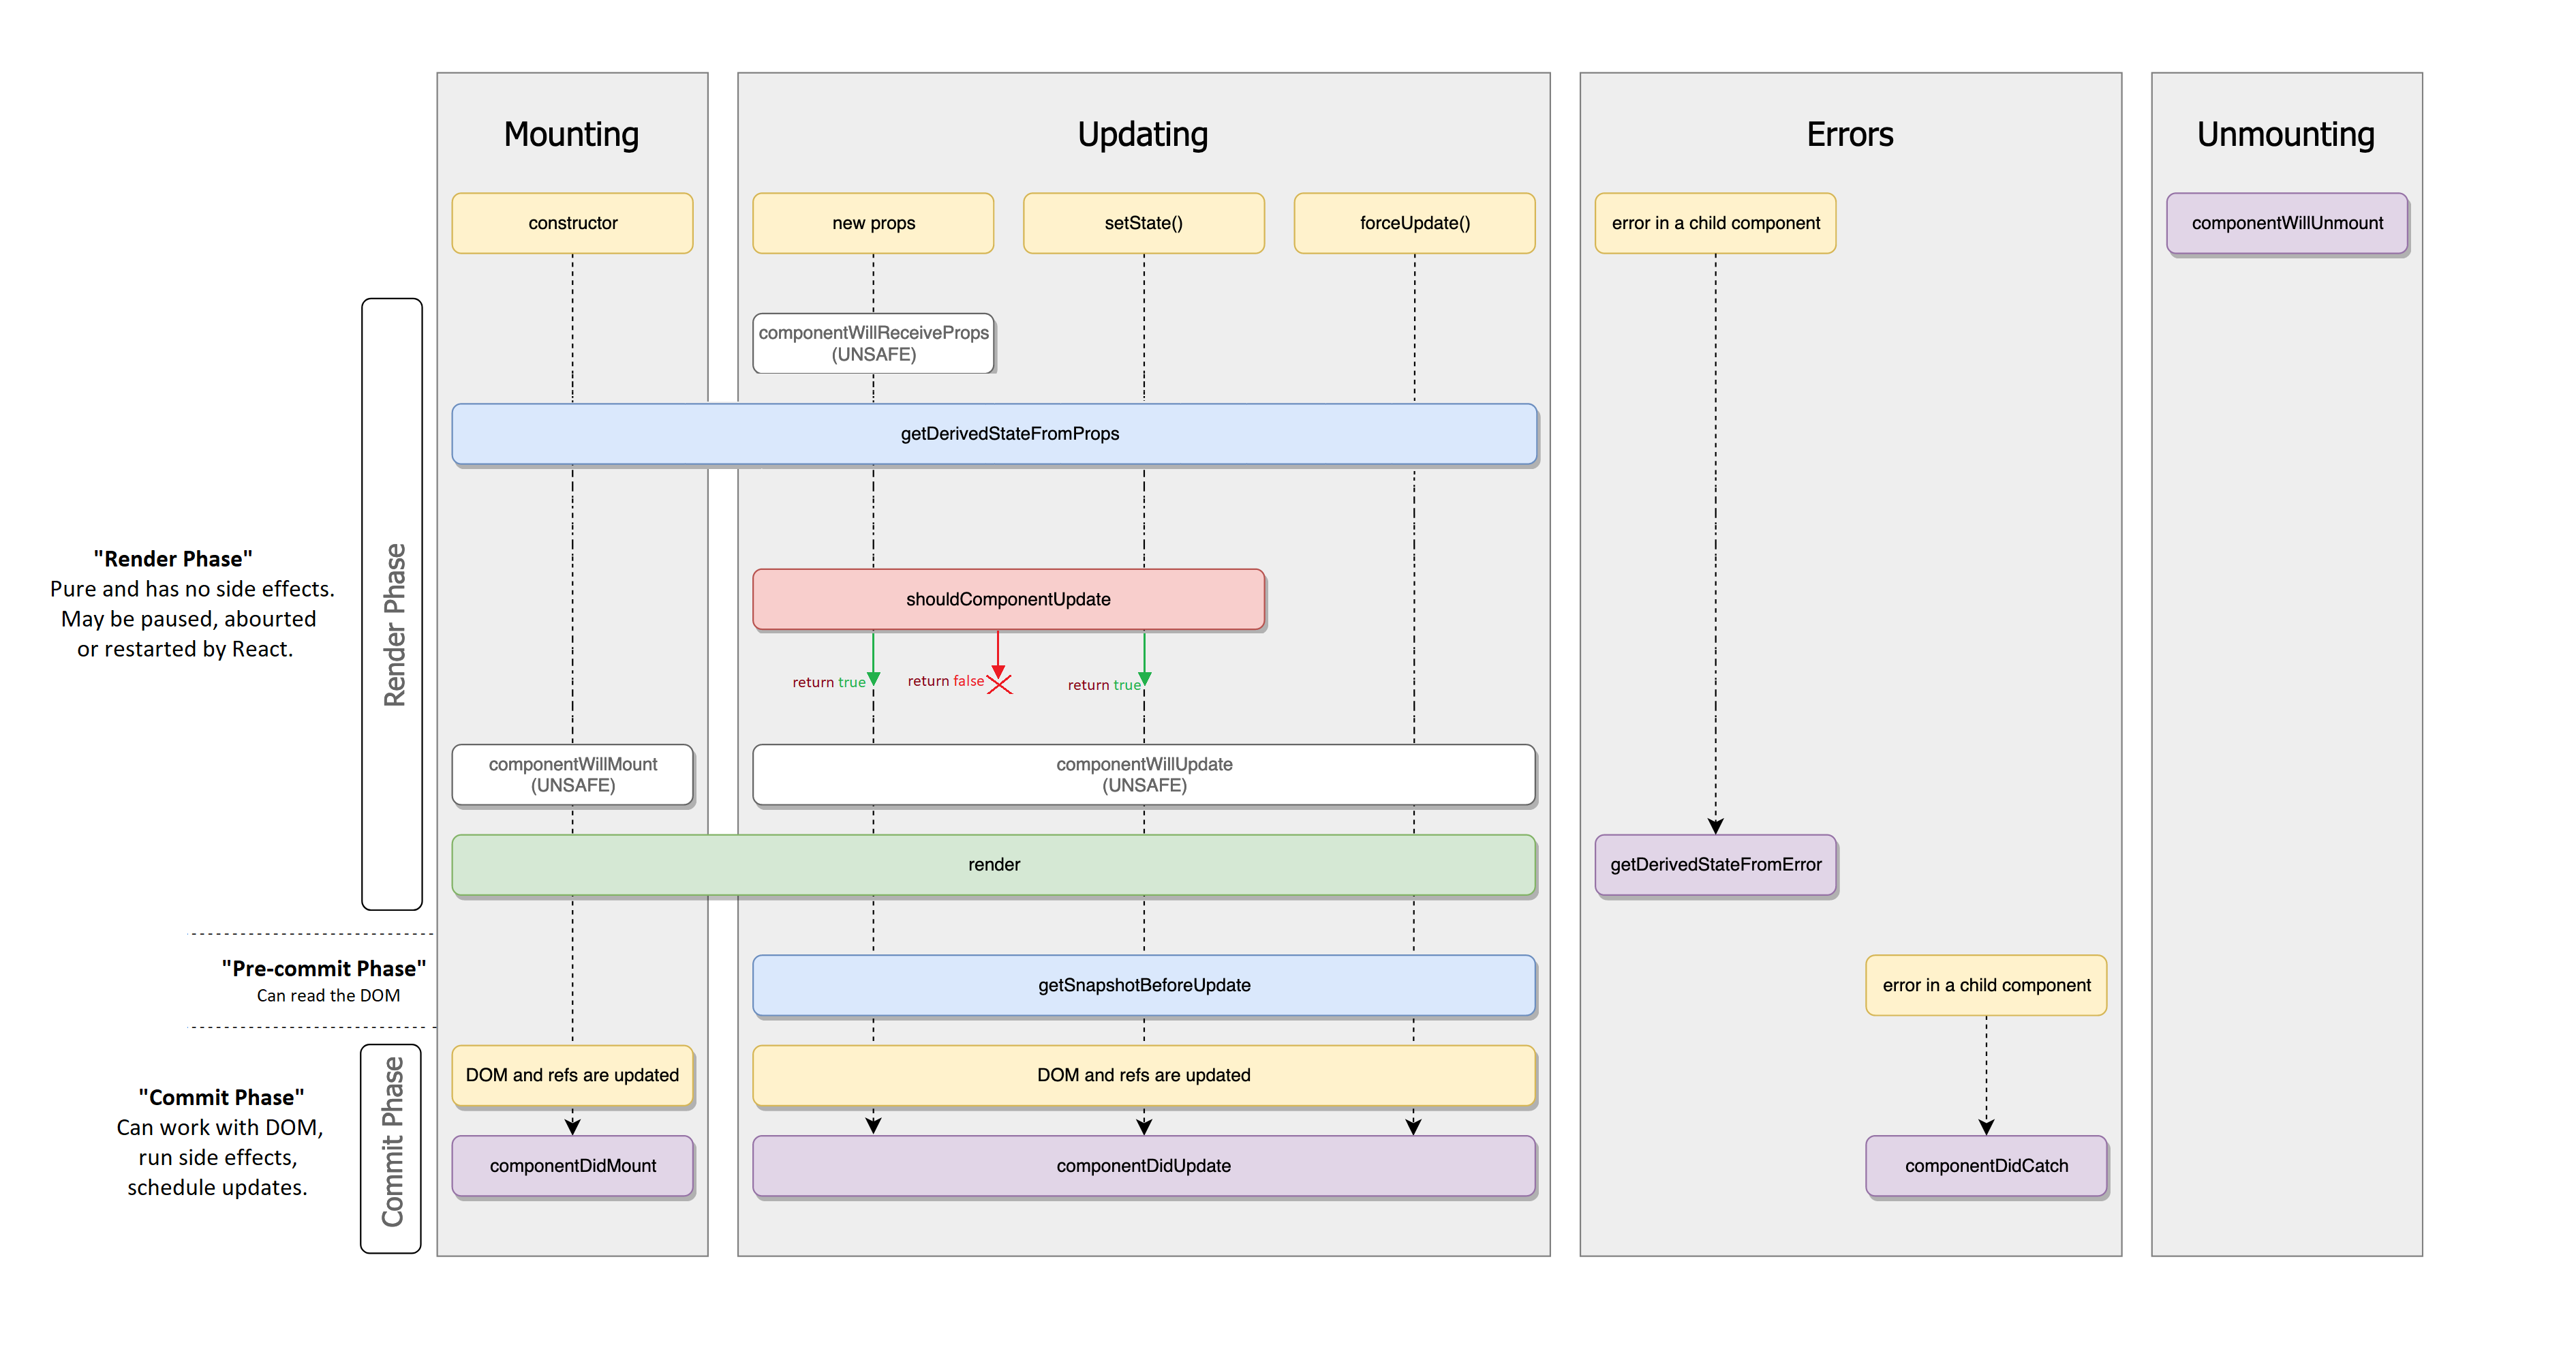 Mounting
Updating
Errors
Unmounting
constructor
new props
setState()
forceUpdate()
error in a child component
componentWillUnmount
componentWillReceiveProps
(UNSAFE)
getDerivedStateFromProps
"Render Phase"
Pure and has no side effects.
May be paused, abourted
or restarted by React.
Render Phase
shouldComponentUpdate
return true
return false
return true
componentWillMount
(UNSAFE)
componentWillUpdate
(UNSAFE)
render
getDerivedStateFromError
"Pre-commit Phase"
Can read the DOM
getSnapshotBeforeUpdate
error in a child component
"Commit Phase"
Can work with DOM,
run side effects,
schedule updates.
Commit Phase
DOM and refs are updated
DOM and refs are updated
componentDidMount
componentDidUpdate
componentDidCatch